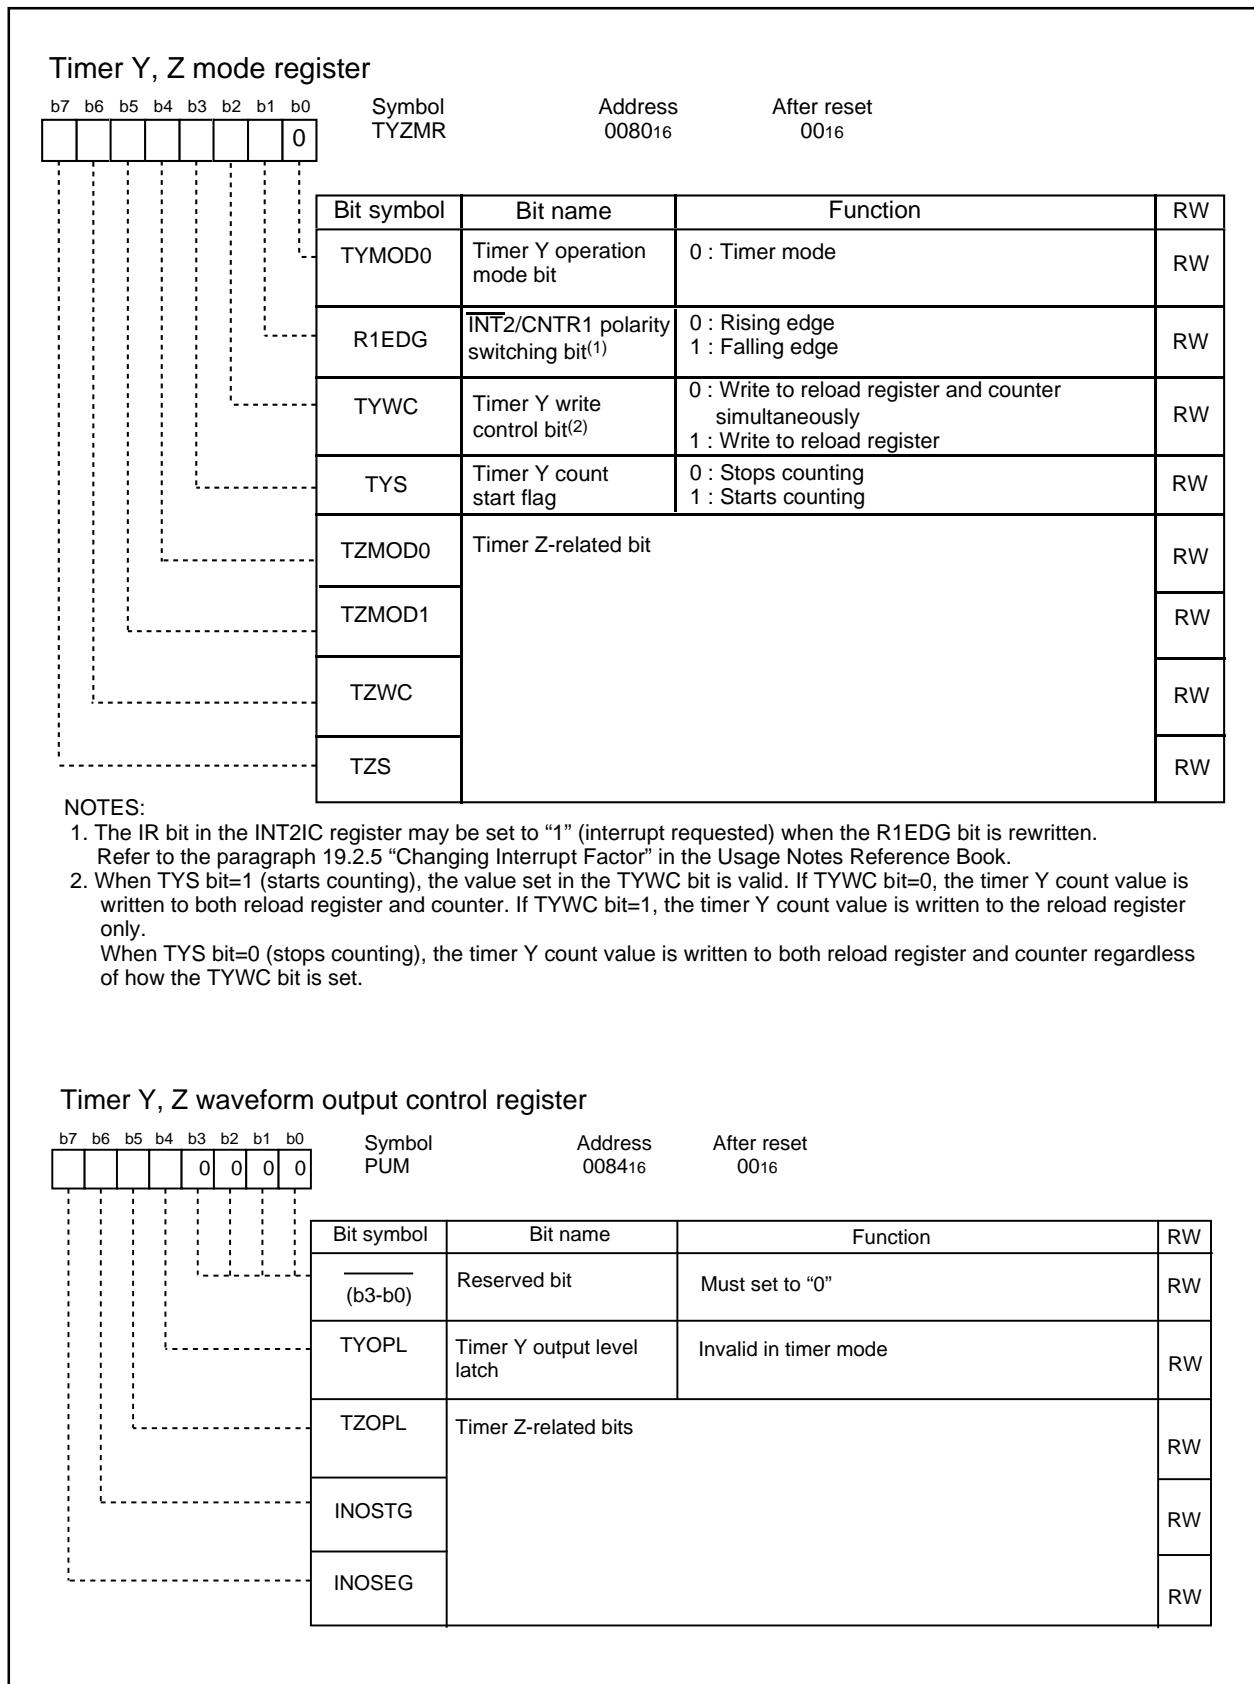 Timer Y, Z mode register
b7 b6 b5 b4 b3 b2 b1 b0
Symbol Address After reset
TYZMR 008016 0016
0
Bit symbol Bit name Function RW
TYMOD0 Timer Y operation mode bit 0 : Timer mode RW
R1EDG INT2/CNTR1 polarity switching bit(1) 0 : Rising edge
1 : Falling edge RW
TYWC Timer Y write control bit(2) 0 : Write to reload register and counter simultaneously
1 : Write to reload register RW
TYS Timer Y count start flag 0 : Stops counting
1 : Starts counting RW
TZMOD0 Timer Z-related bit RW
TZMOD1 RW
TZWC RW
TZS RW
NOTES:
1. The IR bit in the INT2IC register may be set to “1” (interrupt requested) when the R1EDG bit is rewritten.
Refer to the paragraph 19.2.5 “Changing Interrupt Factor” in the Usage Notes Reference Book.
2. When TYS bit=1 (starts counting), the value set in the TYWC bit is valid. If TYWC bit=0, the timer Y count value is
written to both reload register and counter. If TYWC bit=1, the timer Y count value is written to the reload register
only.
When TYS bit=0 (stops counting), the timer Y count value is written to both reload register and counter regardless
of how the TYWC bit is set.
Timer Y, Z waveform output control register
b7 b6 b5 b4 b3 b2 b1 b0
Symbol Address After reset
PUM 008416 0016
0 0 0 0
Bit symbol Bit name Function RW
(b3-b0) Reserved bit Must set to “0” RW
TYOPL Timer Y output level latch Invalid in timer mode RW
TZOPL Timer Z-related bits RW
INOSTG RW
INOSEG RW